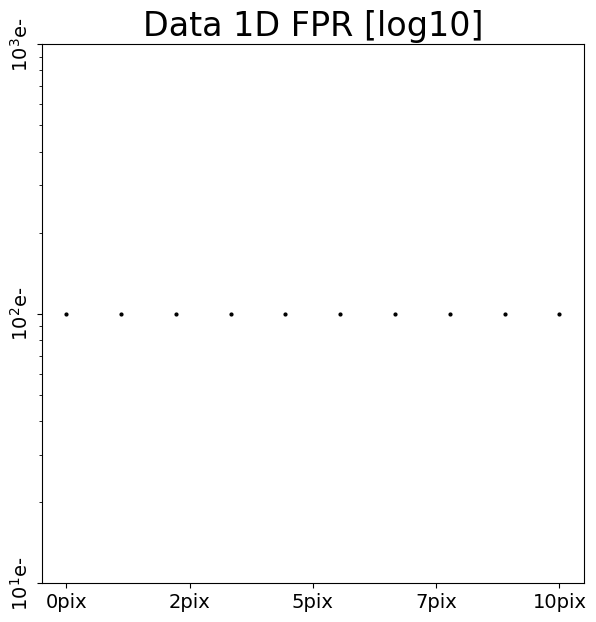 Data 1D FPR [log10]
10³e-
10²e-
10¹e-
0pix 2pix 5pix 7pix 10pix